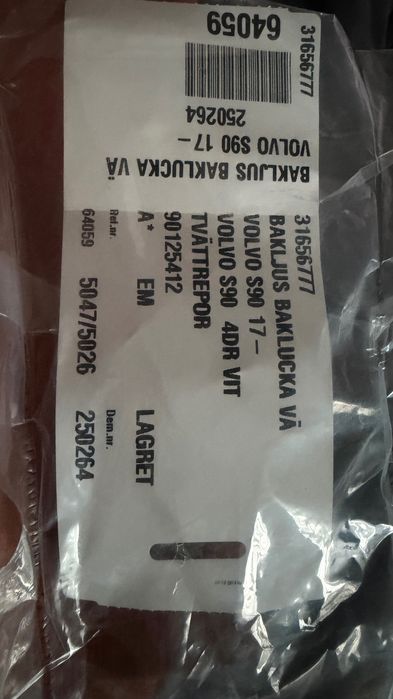 31656777
64059
250264
VOLVO S90 17–
BAKLJUS BAKLUCKA VÄ
31656777
BAKLJUS BAKLUCKA VÄ
VOLVO S90 17–
VOLVO S90 4DR VIT
TVÄTTREPOR
90125412
A* EM LAGRET
Ref.nr. Dem.nr.
64059 5047/5026 250264